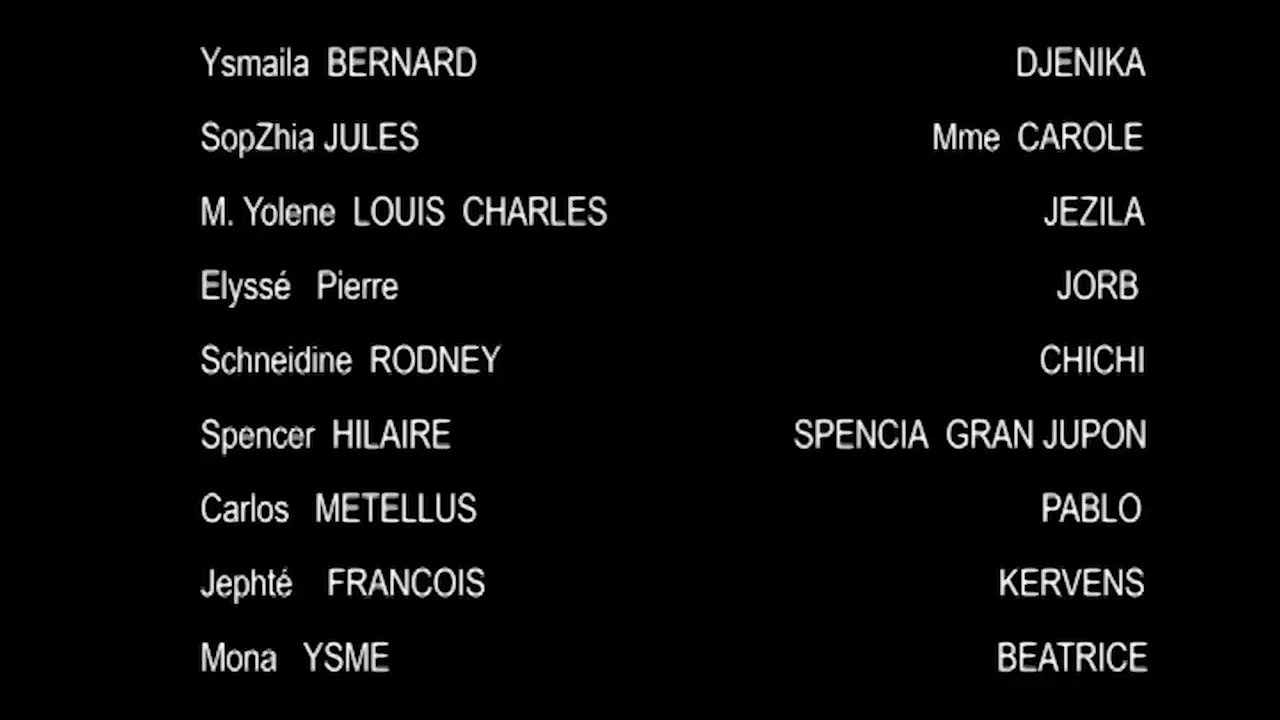 Ysmaila BERNARD DJENIKA
SopZhia JULES Mme CAROLE
M. Yolene LOUIS CHARLES JEZILA
Elyssé Pierre JORB
Schneidine RODNEY CHICHI
Spencer HILAIRE SPENCIA GRAN JUPON
Carlos METELLUS PABLO
Jephté FRANCOIS KERVENS
Mona YSME BEATRICE